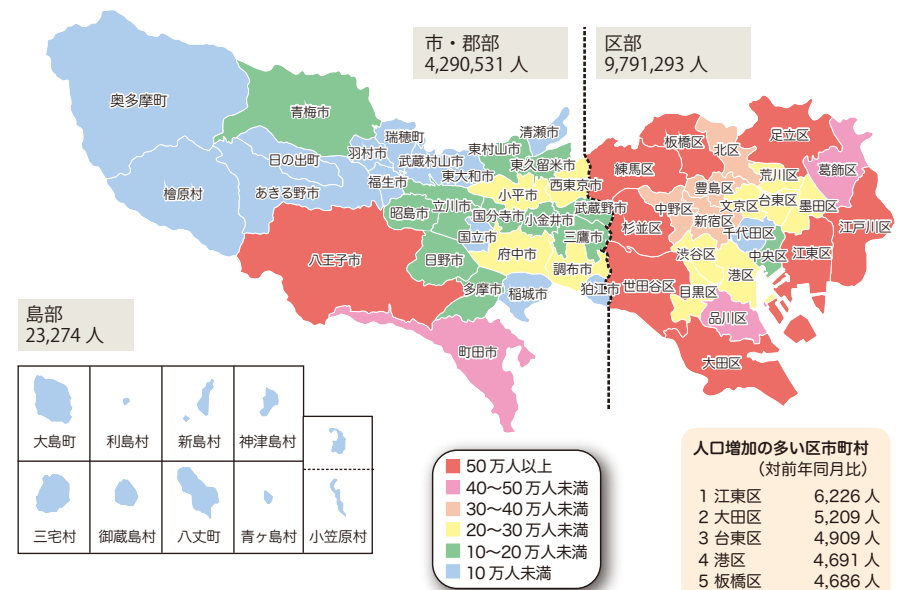 市・郡部
4,290,531 人
区部
9,791,293 人
奥多摩町
青梅市
瑞穂町
清瀬市
羽村市
日の出町
武蔵村山市
東村山市
東久留米市
東大和市
檜原村
あきる野市
福生市
小平市
西東京市
昭島市
立川市
国分寺市
小金井市
武蔵野市
国立市
三鷹市
八王子市
日野市
府中市
調布市
多摩市
稲城市
狛江市
町田市
練馬区
板橋区
北区
足立区
葛飾区
荒川区
豊島区
中野区
文京区
台東区
墨田区
杉並区
新宿区
千代田区
江戸川区
渋谷区
中央区
江東区
港区
世田谷区
目黒区
品川区
大田区
島部
23,274 人
大島町
利島村
新島村
神津島村
三宅村
御蔵島村
八丈町
青ヶ島村
小笠原村
50 万人以上
40〜50 万人未満
30〜40 万人未満
20〜30 万人未満
10〜20 万人未満
10 万人未満
人口増加の多い区市町村
（対前年同月比）
1 江東区 6,226 人
2 大田区 5,209 人
3 台東区 4,909 人
4 港区 4,691 人
5 板橋区 4,686 人